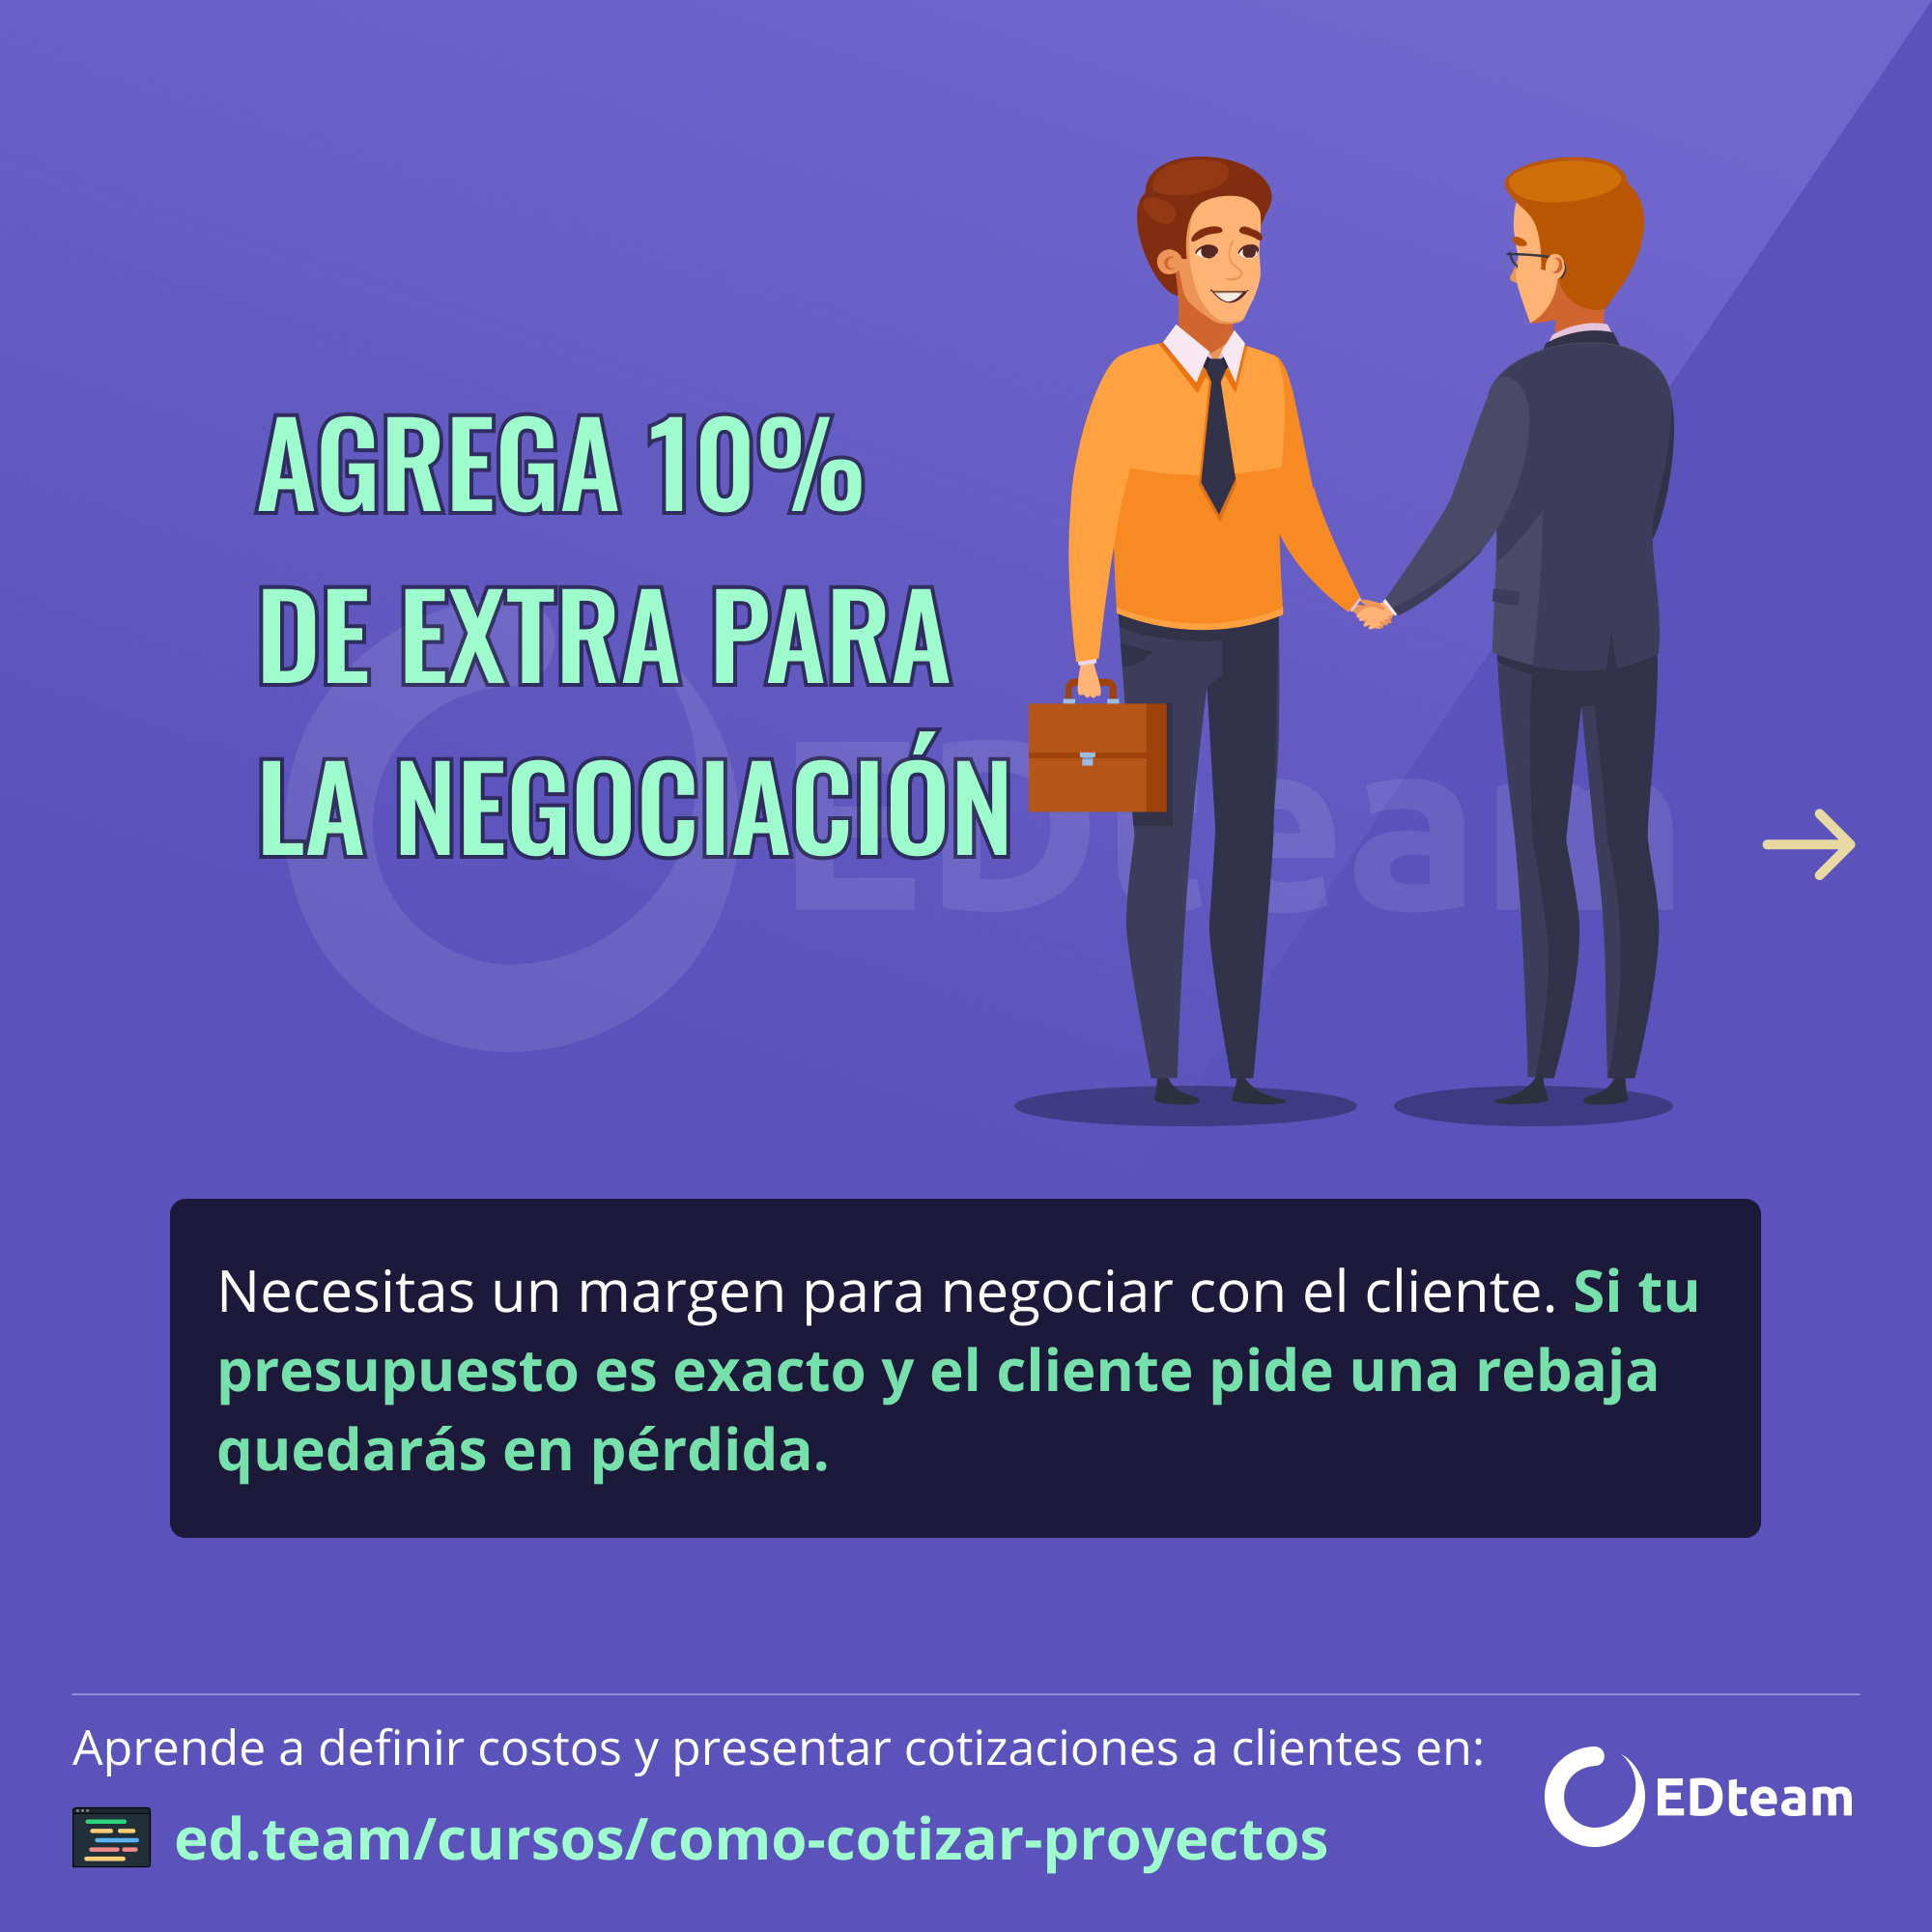 AGREGA 10%
DE EXTRA PARA
LA NEGOCIACIÓN
EDteam
Necesitas un margen para negociar con el cliente. Si tu
presupuesto es exacto y el cliente pide una rebaja
quedarás en pérdida.
Aprende a definir costos y presentar cotizaciones a clientes en:
ed.team/cursos/como-cotizar-proyectos
EDteam